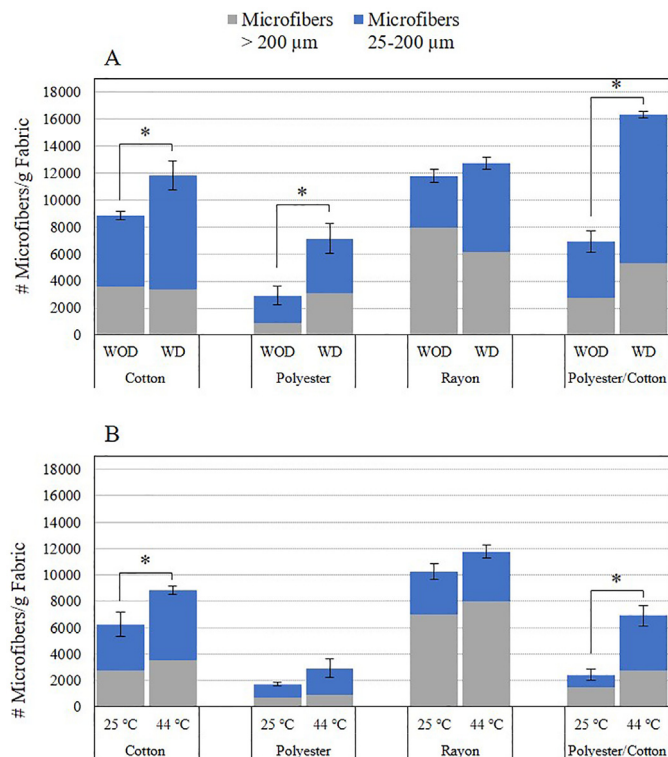 Microfibers Microfibers
> 200 µm 25-200 µm
A
# Microfibers/g Fabric
18000
16000
14000
12000
10000
8000
6000
4000
2000
0
* * *
WOD WD WOD WD WOD WD WOD WD
Cotton Polyester Rayon Polyester/Cotton
B
# Microfibers/g Fabric
18000
16000
14000
12000
10000
8000
6000
4000
2000
0
* *
25 °C 44 °C 25 °C 44 °C 25 °C 44 °C 25 °C 44 °C
Cotton Polyester Rayon Polyester/Cotton